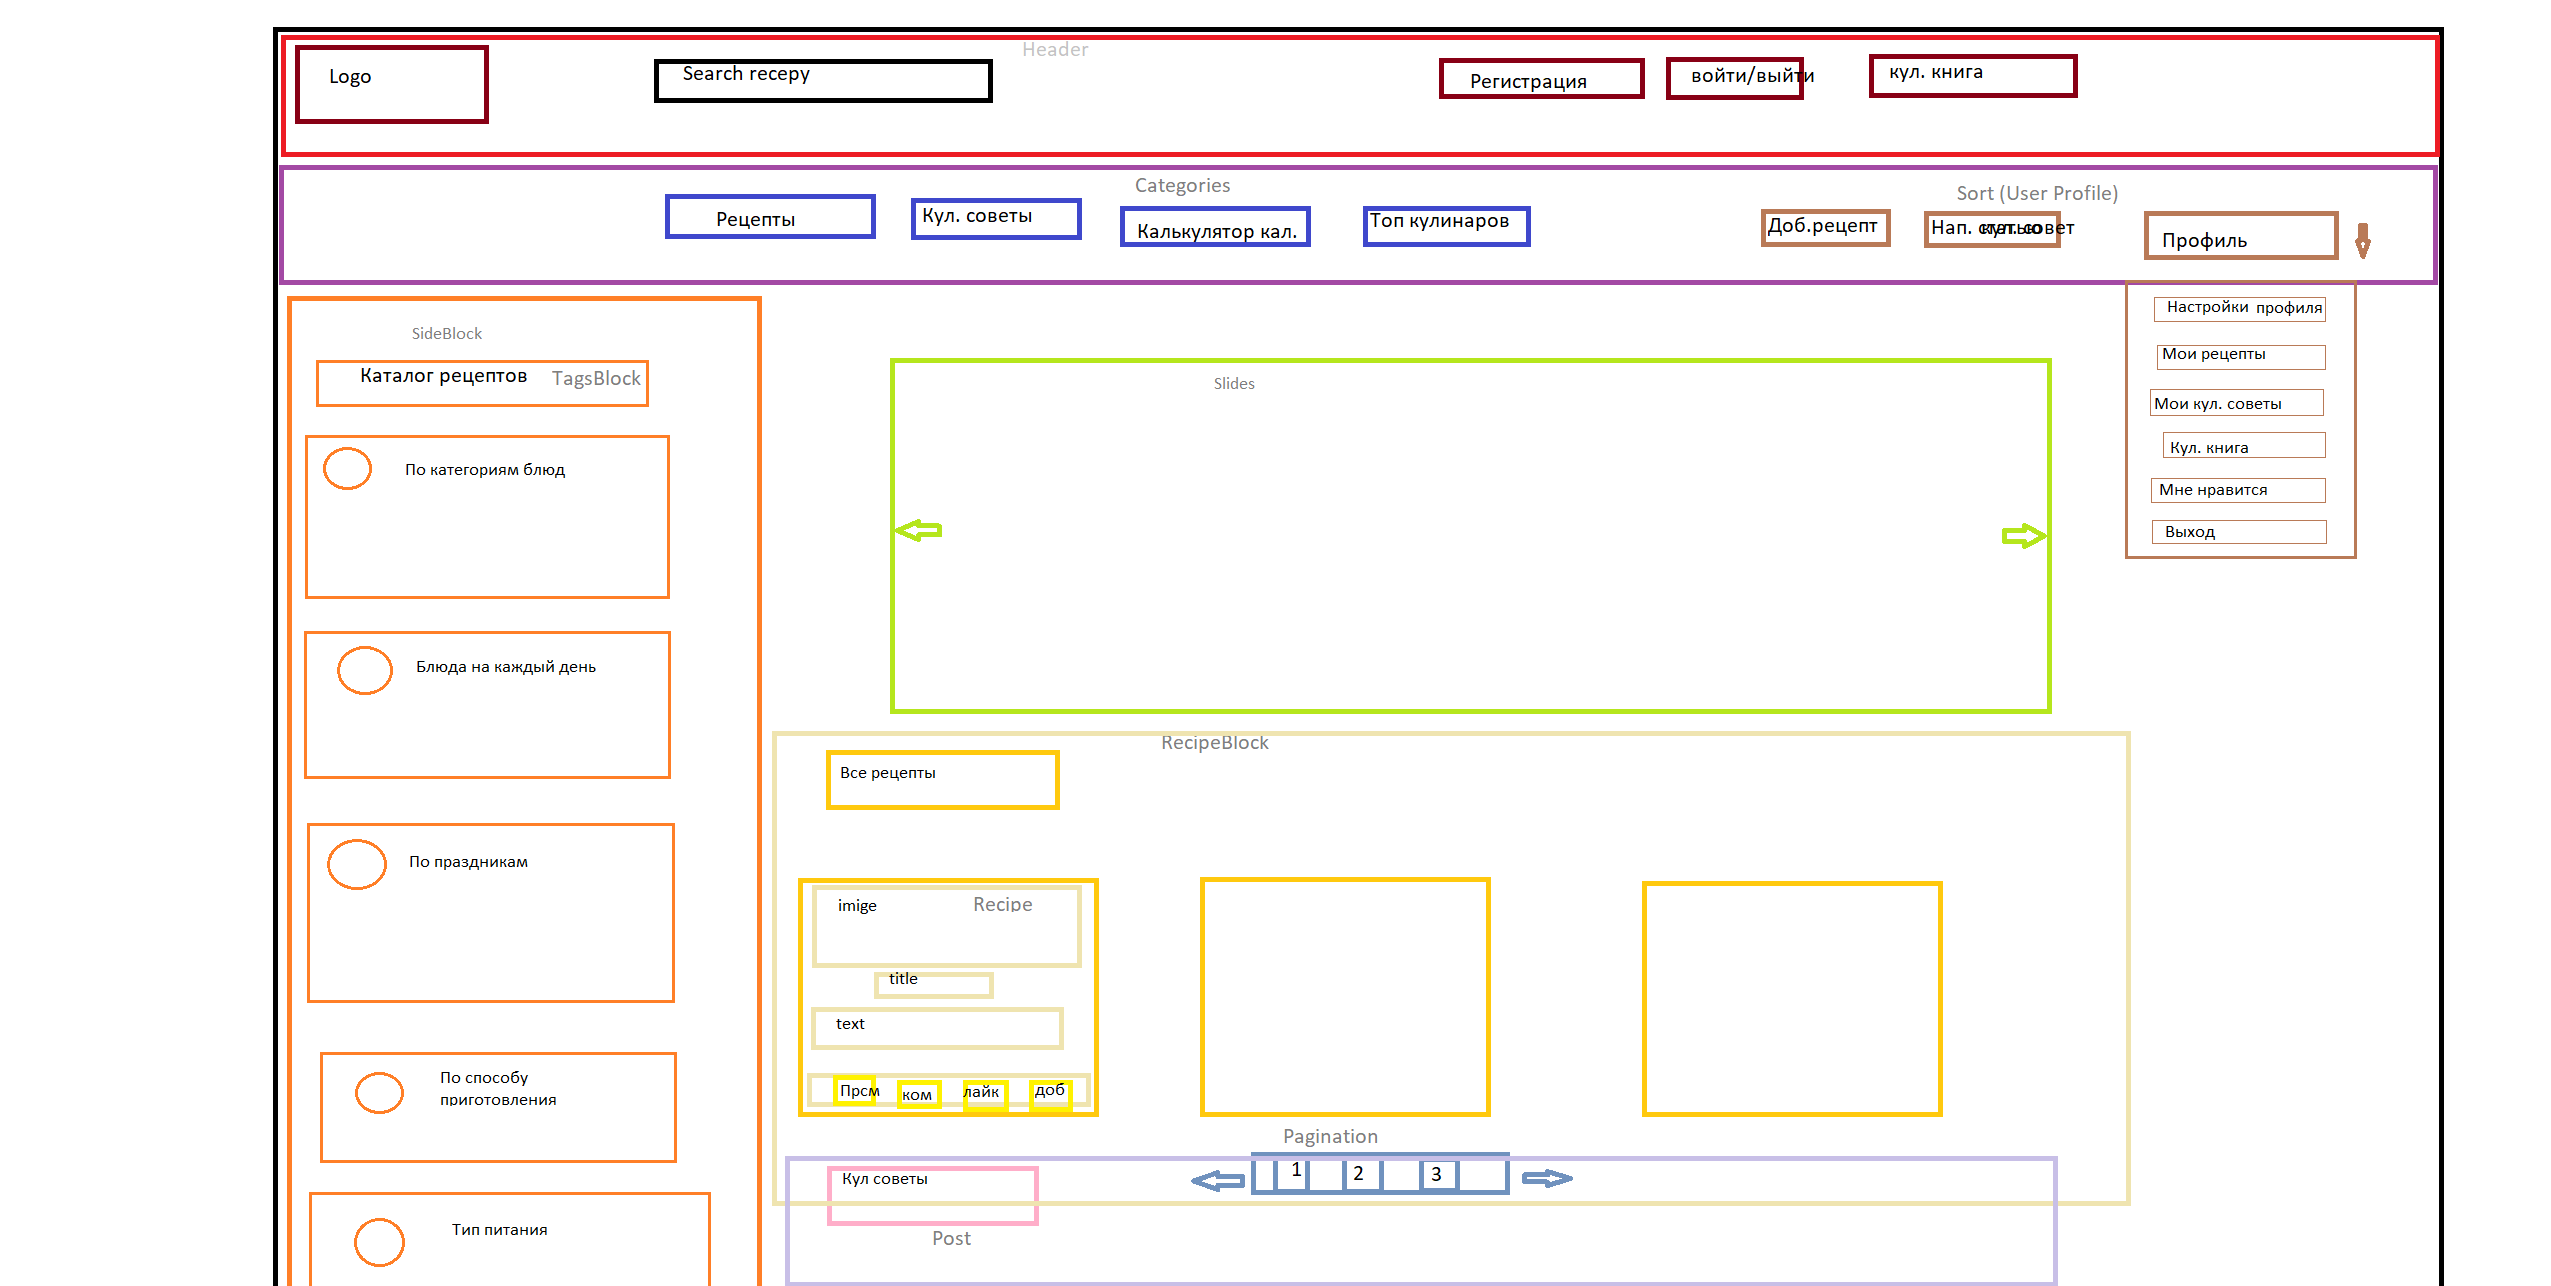 Header
Logo
Search recepy
Регистрация
войти/выйти
кул. книга
Categories
Sort (User Profile)
Рецепты
Кул. советы
Калькулятор кал.
Топ кулинаров
Доб.рецепт
Нап. статью
кул. совет
Профиль
Настройки профиля
Мои рецепты
Мои кул. советы
Кул. книга
Мне нравится
Выход
SideBlock
Каталог рецептов TagsBlock
По категориям блюд
Блюда на каждый день
По праздникам
По способу
приготовления
Тип питания
Slides
RecipeBlock
Все рецепты
imige
Recipe
title
text
Прсм
ком
лайк
доб
Pagination
1
2
3
Кул советы
Post